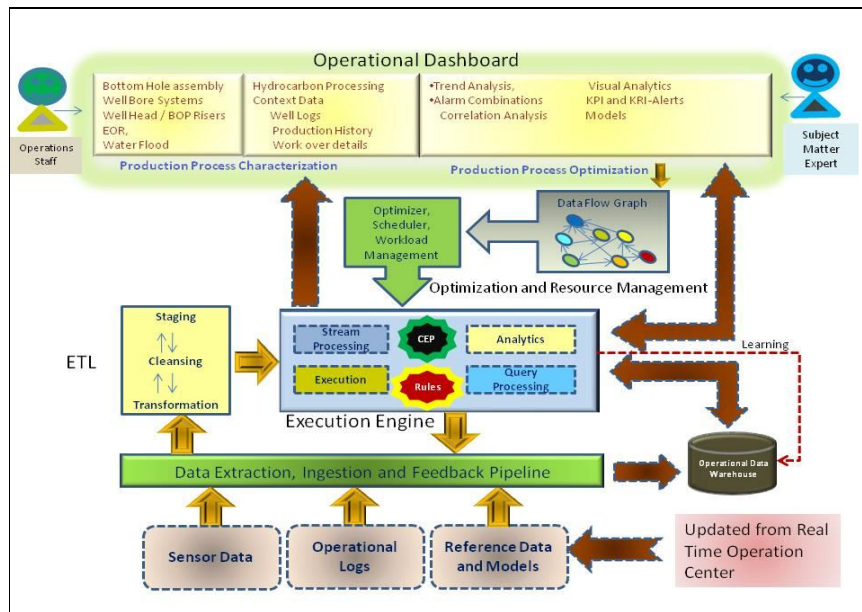 Operational Dashboard
Operations
Staff
Bottom Hole assembly
Well Bore Systems
Well Head / BOP Risers
EOR,
Water Flood
Hydrocarbon Processing
Context Data
Well Logs
Production History
Work over details
•Trend Analysis,
•Alarm Combinations
Correlation Analysis
Visual Analytics
KPI and KRI-Alerts
Models
Subject
Matter
Expert
Production Process Characterization
Production Process Optimization
Optimizer,
Scheduler,
Workload
Management
Data Flow Graph
Optimization and Resource Management
ETL
Staging
Cleansing
Transformation
Stream
Processing
CEP
Analytics
Execution
Rules
Query
Processing
Execution Engine
Learning
Operational Data
Warehouse
Data Extraction, Ingestion and Feedback Pipeline
Sensor Data
Operational
Logs
Reference Data
and Models
Updated from Real
Time Operation
Center